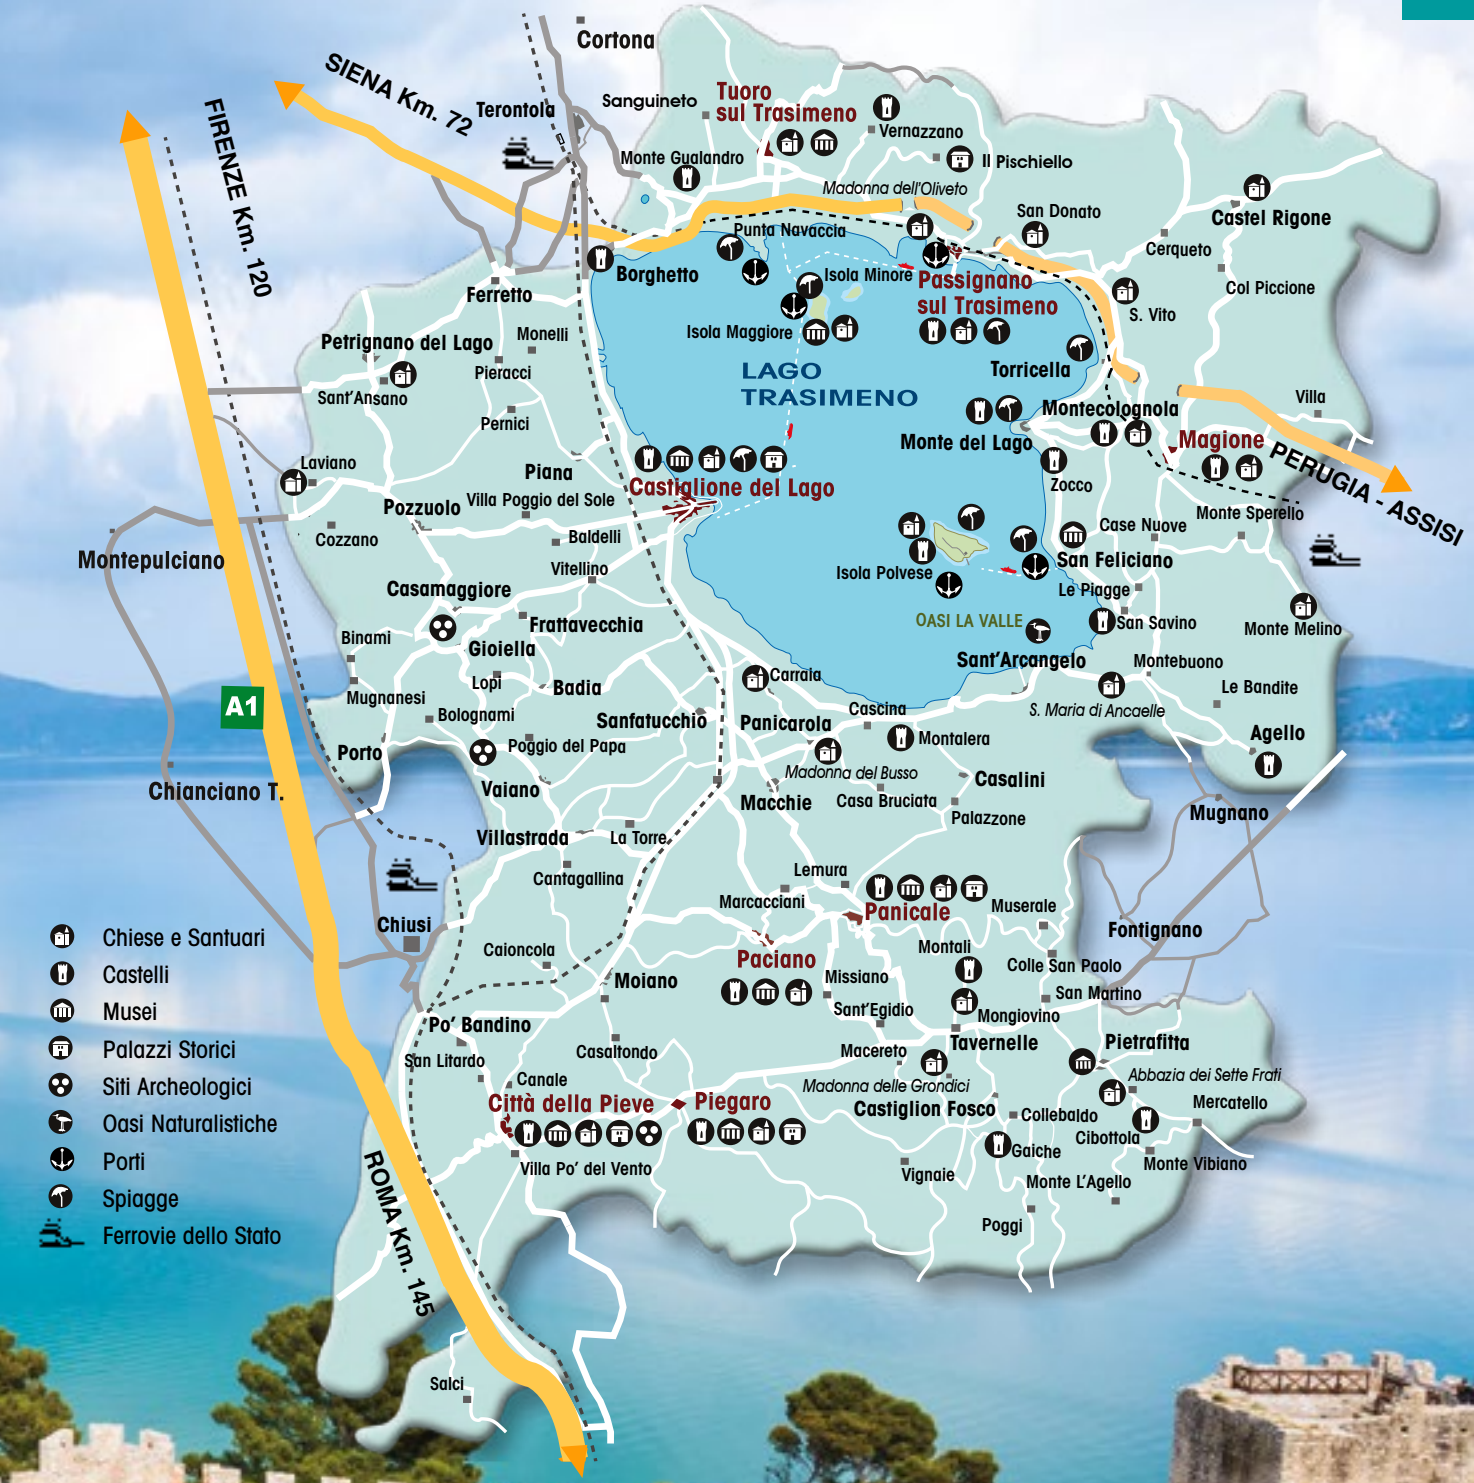 Cortona
SIENA Km. 72
Terontola
Sanguineto
Tuoro
sul Trasimeno
Vernazzano
FIRENZE Km. 120
Monte Gualandro
Il Pischiello
Madonna dell'Oliveto
San Donato
Castel Rigone
Punta Navaccia
Cerqueto
Borghetto
Isola Minore
Passignano
sul Trasimeno
Col Piccione
Ferretto
S. Vito
Isola Maggiore
Petrignano del Lago
Monelli
Pieracci
LAGO
TRASIMENO
Torricella
Sant'Ansano
Villa
Pernici
Montecolognola
Monte del Lago
Magione
Laviano
Piana
PERUGIA - ASSISI
Castiglione del Lago
Zocco
Pozzuolo
Villa Poggio del Sole
Monte Sperello
Cozzano
Baldelli
Case Nuove
Montepulciano
Vitellino
Isola Polvese
San Feliciano
Casamaggiore
Le Piagge
OASI LA VALLE
Frattavecchia
San Savino
Monte Melino
Binami
Gioiella
Sant'Arcangelo
Montebuono
Lopi
Badia
Carraia
Mugnanesi
Le Bandite
A1
Bolognami
Sanfatucchio
Panicarola
Cascina
S. Maria di Ancaelle
Porto
Poggio del Papa
Montalera
Agello
Madonna del Busso
Casalini
Chianciano T.
Vaiano
Macchie
Casa Bruciata
Palazzone
Mugnano
Villastrada
La Torre
Cantagallina
Lemura
Marcacciani
Panicale
Muserale
Chiusi
Fontignano
Chiese e Santuari
Caioncola
Paciano
Montali
Colle San Paolo
Castelli
Moiano
Missiano
San Martino
Musei
Po' Bandino
Sant'Egidio
Mongiovino
Palazzi Storici
San Litardo
Casaltondo
Macereto
Tavernelle
Pietrafitta
Siti Archeologici
Canale
Madonna delle Grondici
Abbazia dei Sette Frati
Città della Pieve
Piegaro
Castiglion Fosco
Collebaldo
Mercatello
Oasi Naturalistiche
Cibottola
Porti
Gaiche
Villa Po' del Vento
Vignaie
Monte Vibiano
Monte L'Agello
Spiagge
ROMA Km. 145
Poggi
Ferrovie dello Stato
Salci